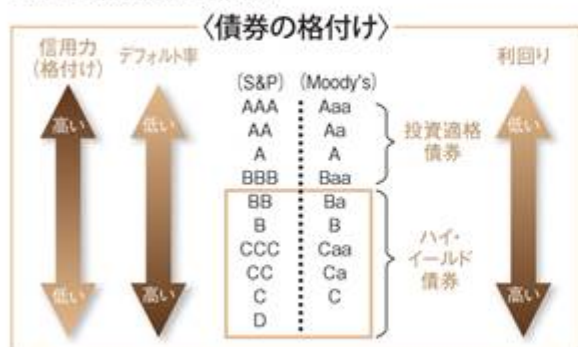 〈債券の格付け〉
信用力
(格付け)
デフォルト率
利回り
高い
低い
低い
高い
低い
高い
(S&P) (Moody's)
AAA Aaa
AA Aa
A A
BBB Baa
BB Ba
B B
CCC Caa
CC Ca
C C
D
投資適格
債券
ハイ・
イールド
債券